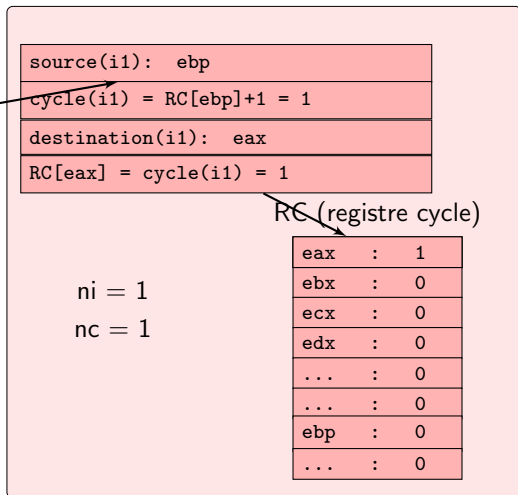 source(i1): ebp
cycle(i1) = RC[ebp]+1 = 1
destination(i1): eax
RC[eax] = cycle(i1) = 1
RC (registre cycle)
eax : 1
ebx : 0
ecx : 0
edx : 0
... : 0
... : 0
ebp : 0
... : 0
ni = 1
nc = 1